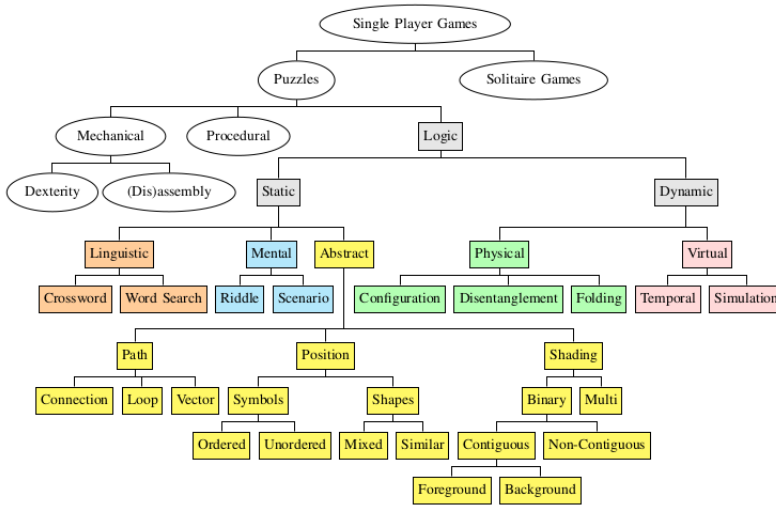 Single Player Games
Puzzles
Solitaire Games
Mechanical
Procedural
Logic
Dexterity
(Dis)assembly
Static
Dynamic
Linguistic
Mental
Abstract
Physical
Virtual
Crossword
Word Search
Riddle
Scenario
Configuration
Disentanglement
Folding
Temporal
Simulation
Path
Position
Shading
Connection
Loop
Vector
Symbols
Shapes
Binary
Multi
Ordered
Unordered
Mixed
Similar
Contiguous
Non-Contiguous
Foreground
Background